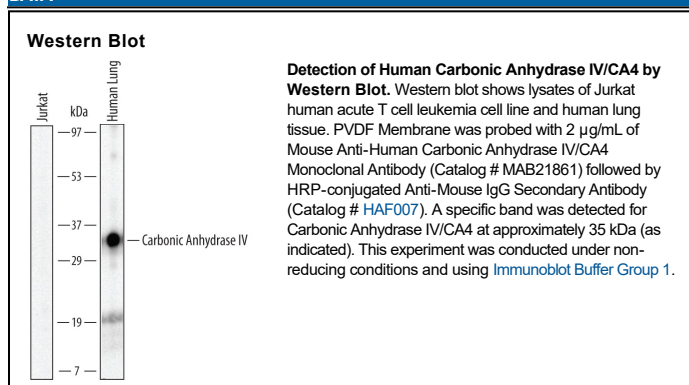 Western Blot
Jurkat
kDa
Human Lung
97
53
37
Carbonic Anhydrase IV
29
19
7
Detection of Human Carbonic Anhydrase IV/CA4 by
Western Blot. Western blot shows lysates of Jurkat
human acute T cell leukemia cell line and human lung
tissue. PVDF Membrane was probed with 2 µg/mL of
Mouse Anti-Human Carbonic Anhydrase IV/CA4
Monoclonal Antibody (Catalog # MAB21861) followed by
HRP-conjugated Anti-Mouse IgG Secondary Antibody
(Catalog # HAF007). A specific band was detected for
Carbonic Anhydrase IV/CA4 at approximately 35 kDa (as
indicated). This experiment was conducted under non-
reducing conditions and using Immunoblot Buffer Group 1.